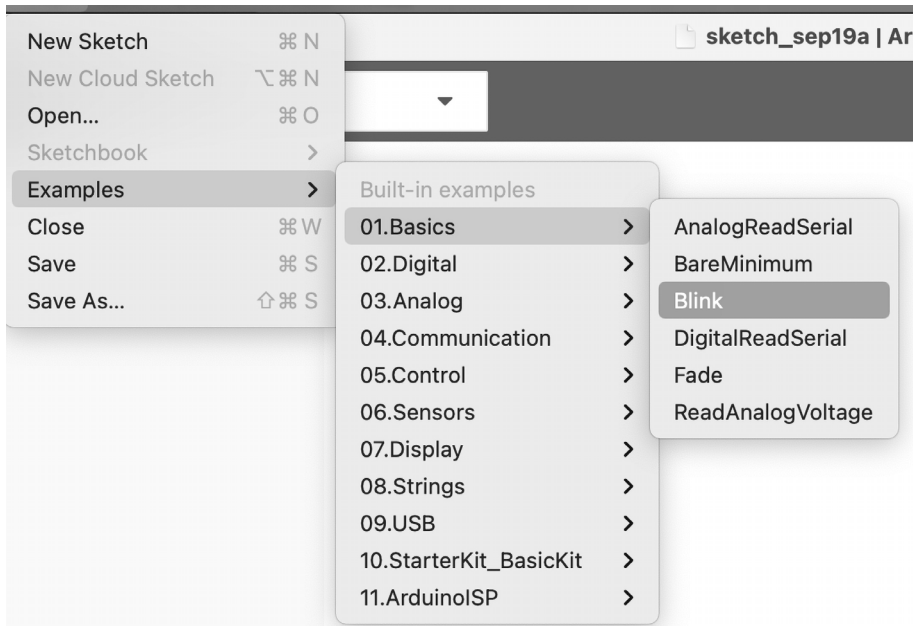 sketch_sep19a | Ar
New Sketch ⌘ N
New Cloud Sketch ⌥⌘ N
Open... ⌘ O
Sketchbook
Examples
Close ⌘ W
Save ⌘ S
Save As... ⇧⌘ S
Built-in examples
01.Basics
02.Digital
03.Analog
04.Communication
05.Control
06.Sensors
07.Display
08.Strings
09.USB
10.StarterKit_BasicKit
11.ArduinoISP
AnalogReadSerial
BareMinimum
Blink
DigitalReadSerial
Fade
ReadAnalogVoltage